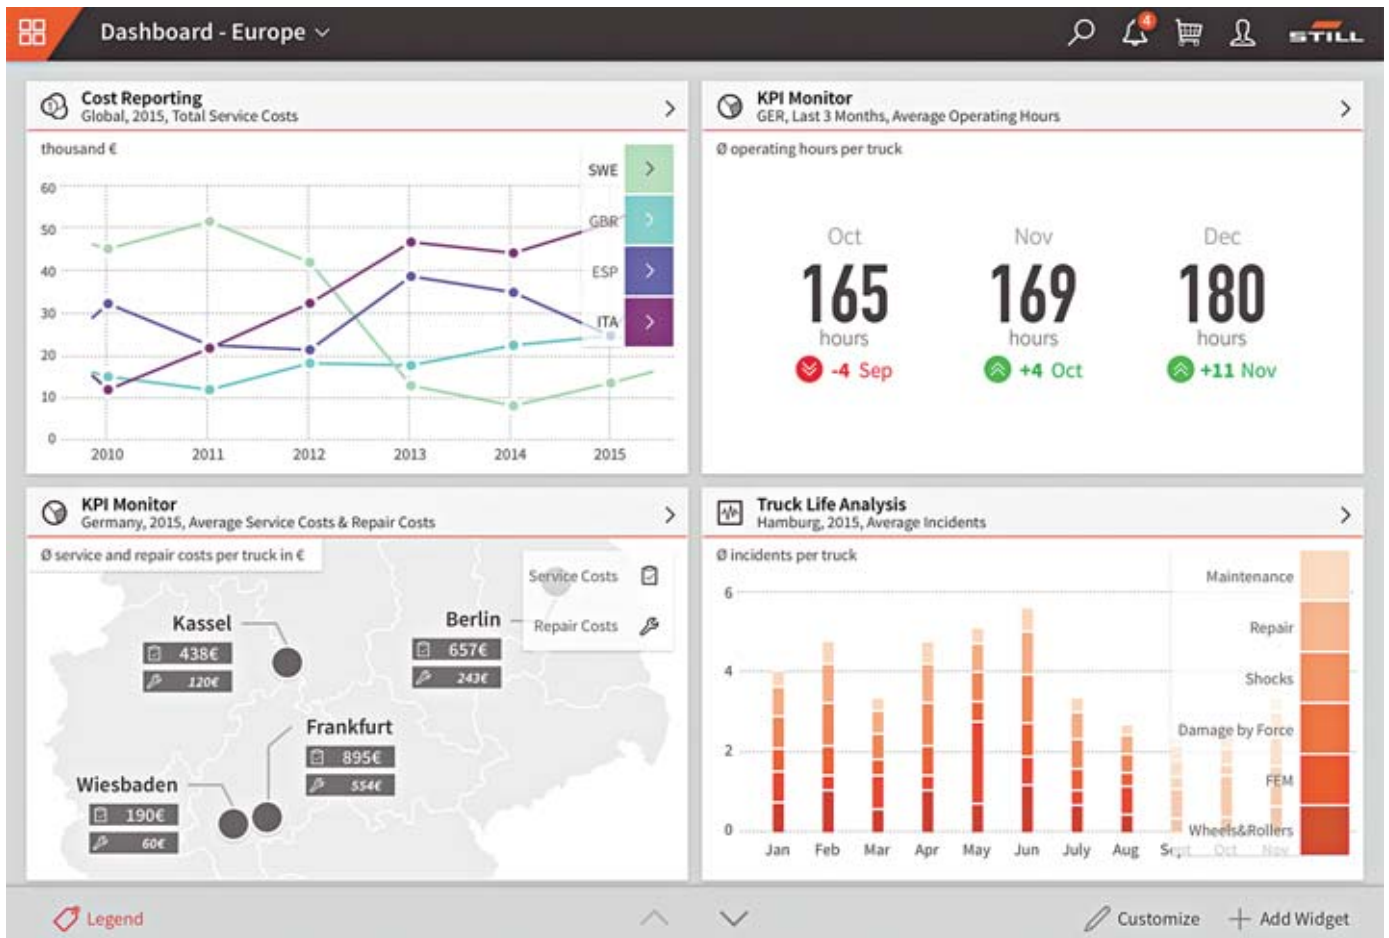 Dashboard - Europe
4
STILL
Cost Reporting
Global, 2015, Total Service Costs
thousand €
60
50
40
30
20
10
0
2010 2011 2012 2013 2014 2015
SWE
GBR
ESP
ITA
KPI Monitor
GER, Last 3 Months, Average Operating Hours
Ø operating hours per truck
Oct Nov Dec
165 169 180
hours hours hours
-4 Sep +4 Oct +11 Nov
KPI Monitor
Germany, 2015, Average Service Costs & Repair Costs
Ø service and repair costs per truck in €
Service Costs
Repair Costs
Kassel
438€
120€
Berlin
657€
243€
Frankfurt
895€
554€
Wiesbaden
190€
60€
Truck Life Analysis
Hamburg, 2015, Average Incidents
Ø incidents per truck
6
4
2
0
Jan Feb Mar Apr May Jun July Aug Sept Oct Nov
Maintenance
Repair
Shocks
Damage by Force
FEM
Wheels&Rollers
Legend
Customize
Add Widget